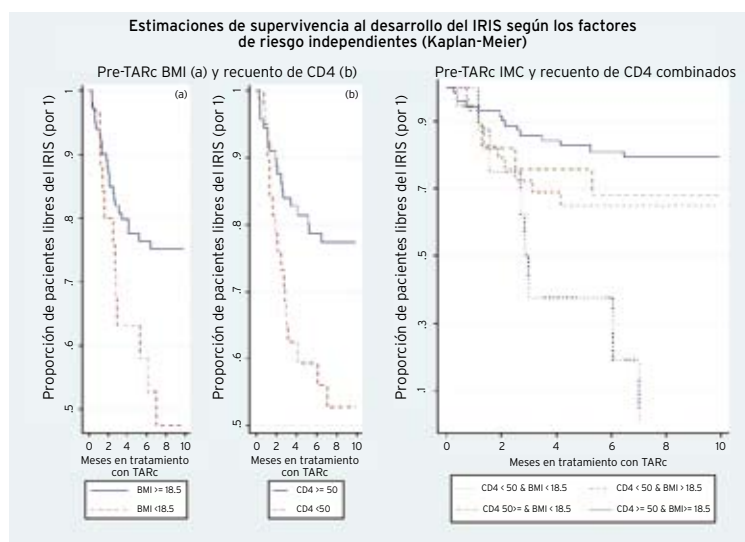 Estimaciones de supervivencia al desarrollo del IRIS según los factores
de riesgo independientes (Kaplan-Meier)
Pre-TARc BMI (a) y recuento de CD4 (b)
Pre-TARc IMC y recuento de CD4 combinados
Proporción de pacientes libres del IRIS (por 1)
1
.9
.8
.7
.6
.5
(a)
0 2 4 6 8 10
Meses en tratamiento
con TARc
BMI >= 18.5
BMI <18.5
Proporción de pacientes libres del IRIS (por 1)
1
.9
.8
.7
.6
.5
(b)
0 2 4 6 8 10
Meses en tratamiento
con TARc
CD4 >= 50
CD4 <50
Proporción de pacientes libres del IRIS (por 1)
.9
.7
.5
.3
.1
0 2 4 6 8 10
Meses en tratamiento con TARc
CD4 < 50 & BMI < 18.5
CD4 < 50 & BMI > 18.5
CD4 50>= & BMI < 18.5
CD4 >= 50 & BMI>= 18.5